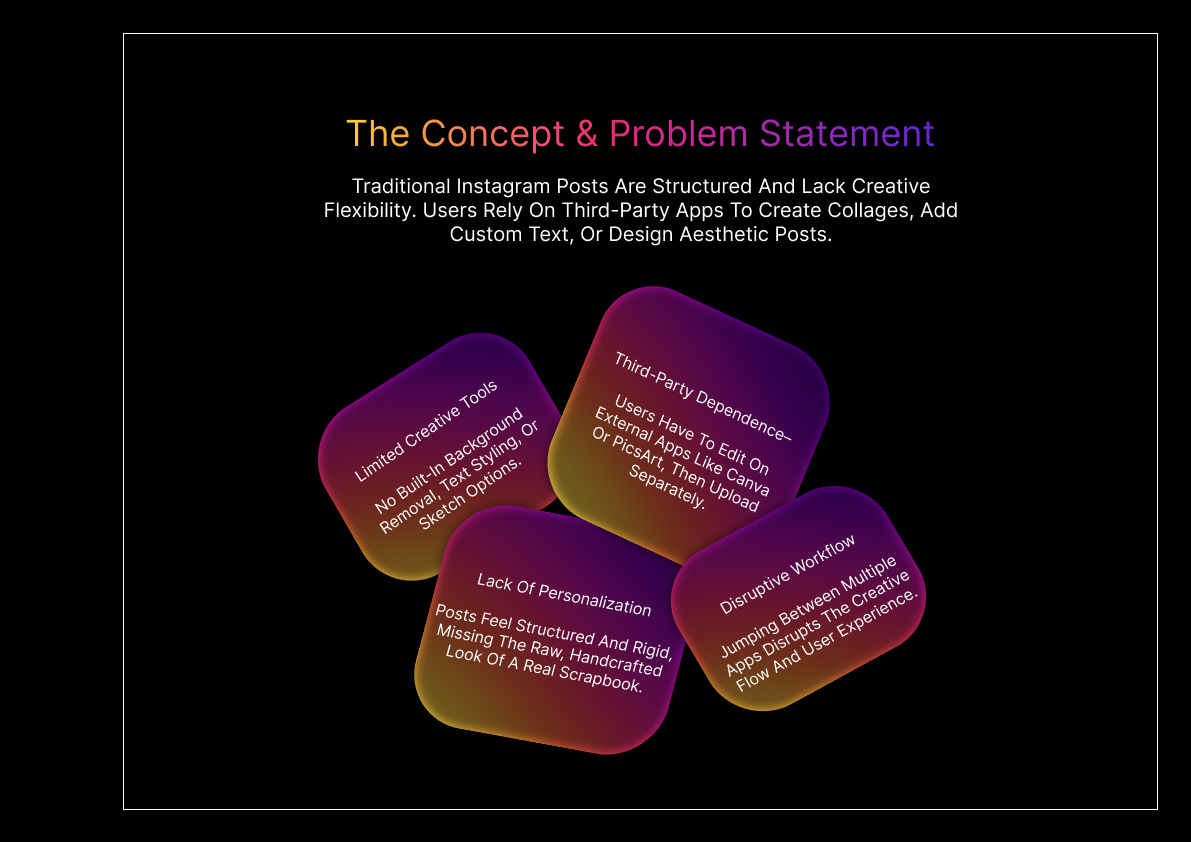 The Concept & Problem Statement
Traditional Instagram Posts Are Structured And Lack Creative
Flexibility. Users Rely On Third-Party Apps To Create Collages, Add
Custom Text, Or Design Aesthetic Posts.
Limited Creative Tools
No Built-In Background
Removal, Text Styling, Or
Sketch Options.
Third-Party Dependence–
Users Have To Edit On
External Apps Like Canva
Or PicsArt, Then Upload
Separately.
Lack Of Personalization
Posts Feel Structured And Rigid,
Missing The Raw, Handcrafted
Look Of A Real Scrapbook.
Disruptive Workflow
Jumping Between Multiple
Apps Disrupts The Creative
Flow And User Experience.